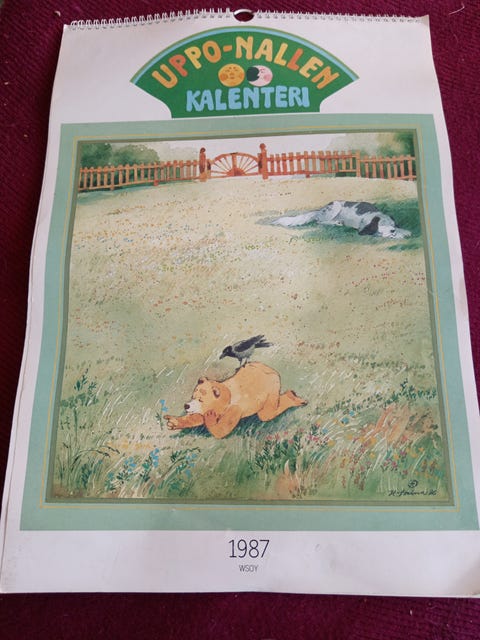 UPPO-NALLEN
KALENTERI
1987
WSOY